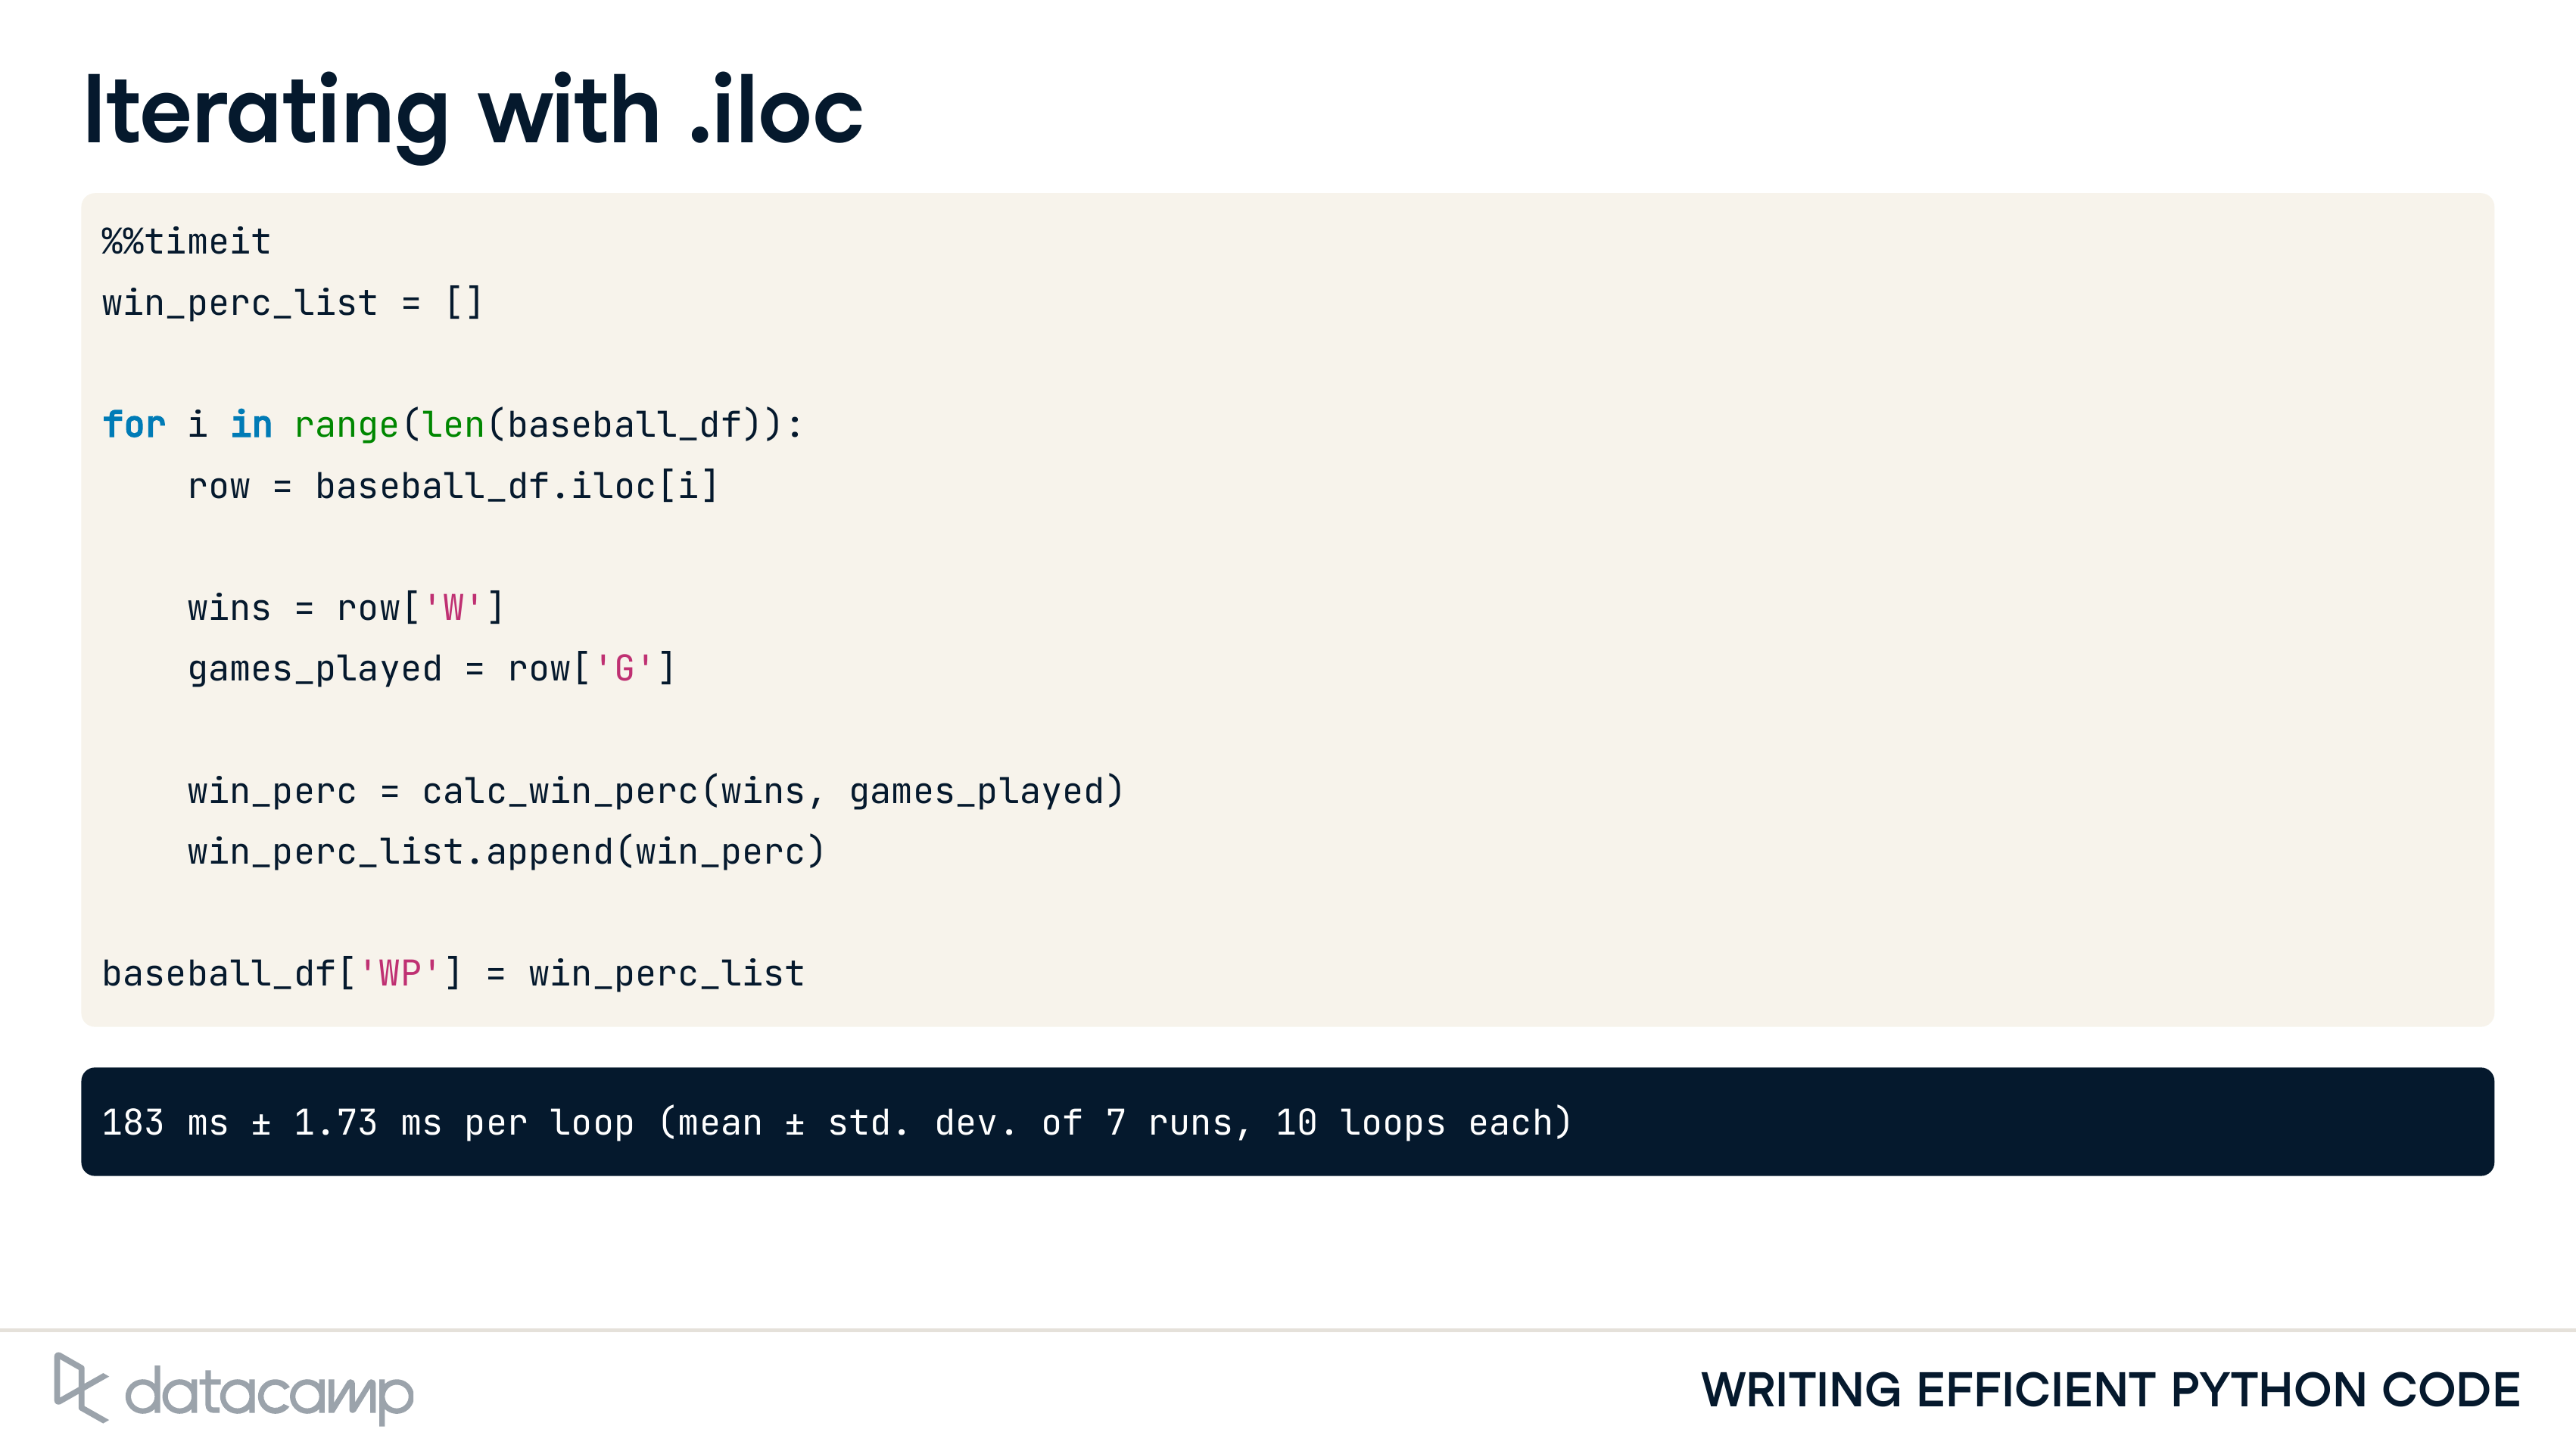 Iterating with .iloc
%%timeit
win_perc_list = []
for i in range(len(baseball_df)):
    row = baseball_df.iloc[i]
    wins = row['W']
    games_played = row['G']
    win_perc = calc_win_perc(wins, games_played)
    win_perc_list.append(win_perc)
baseball_df['WP'] = win_perc_list
183 ms ± 1.73 ms per loop (mean ± std. dev. of 7 runs, 10 loops each)
datacamp
WRITING EFFICIENT PYTHON CODE